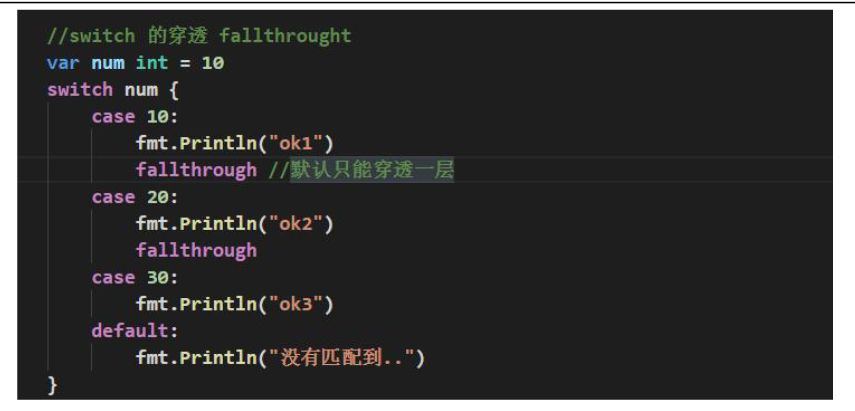 //switch 的穿透 fallthrought
var num int = 10
switch num {
    case 10:
        fmt.Println("ok1")
        fallthrough //默认只能穿透一层
    case 20:
        fmt.Println("ok2")
        fallthrough
    case 30:
        fmt.Println("ok3")
    default:
        fmt.Println("没有匹配到..")
}